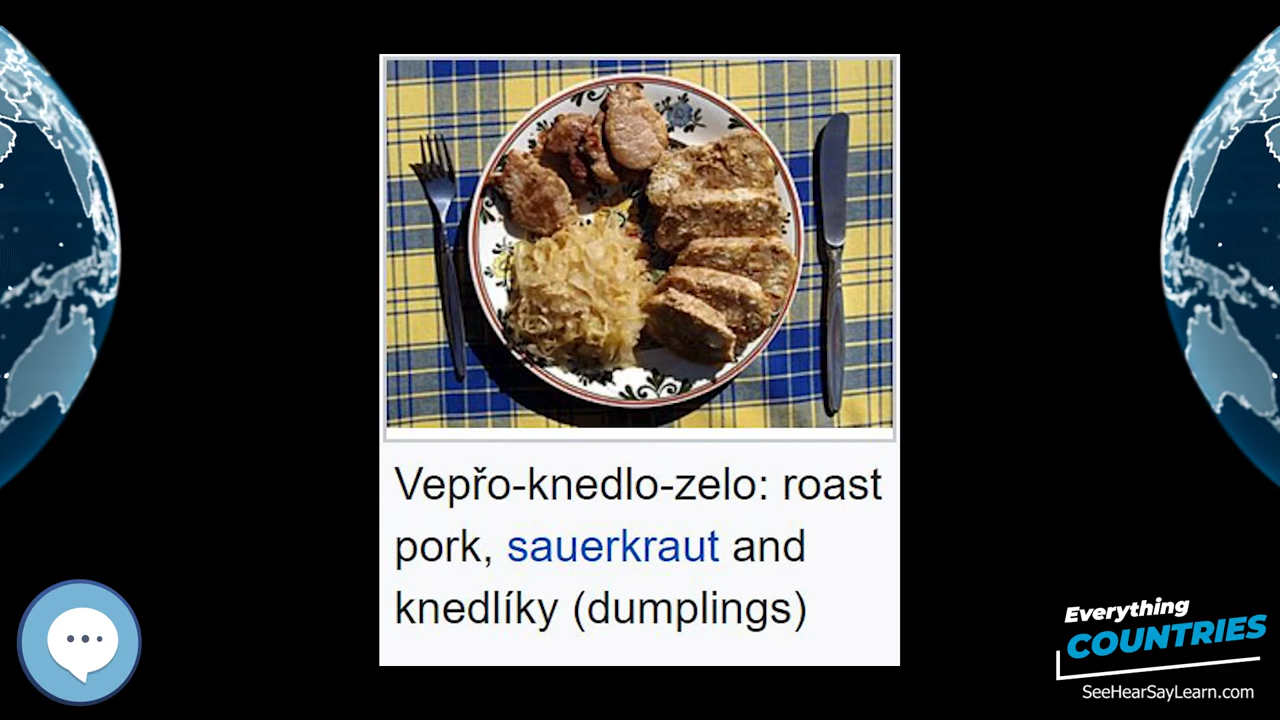 Vepřo-knedlo-zelo: roast
pork, sauerkraut and
knedlíky (dumplings)
Everything
COUNTRIES
SeeHearSayLearn.com